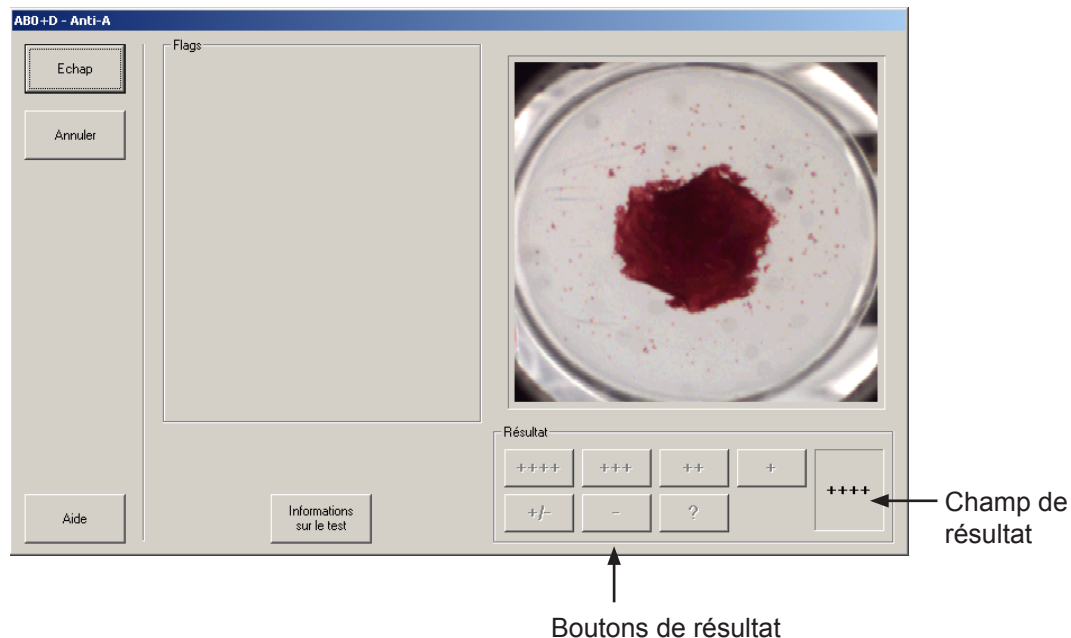 AB0+D - Anti-A
Echap
Annuler
Aide
Flags
Informations
sur le test
Résultat
++++ +++ ++ +
+/- - ?
++++
Champ de
résultat
Boutons de résultat